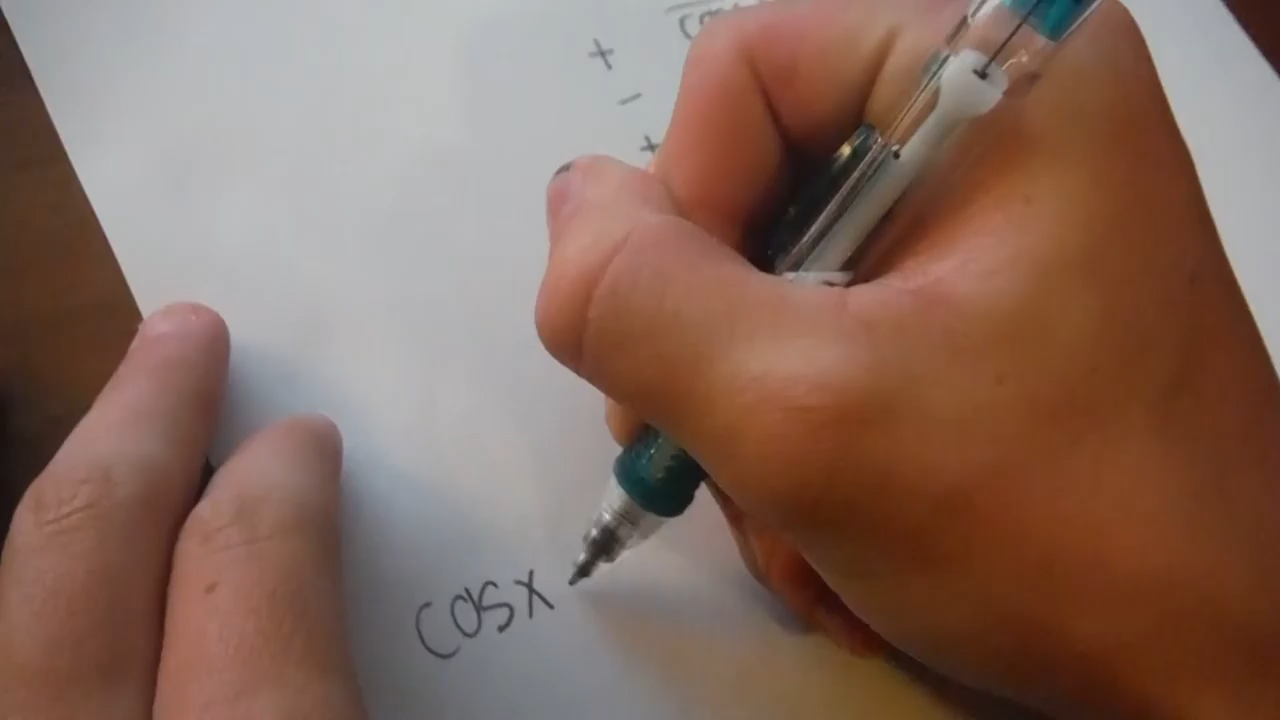 +
-
+
cosx